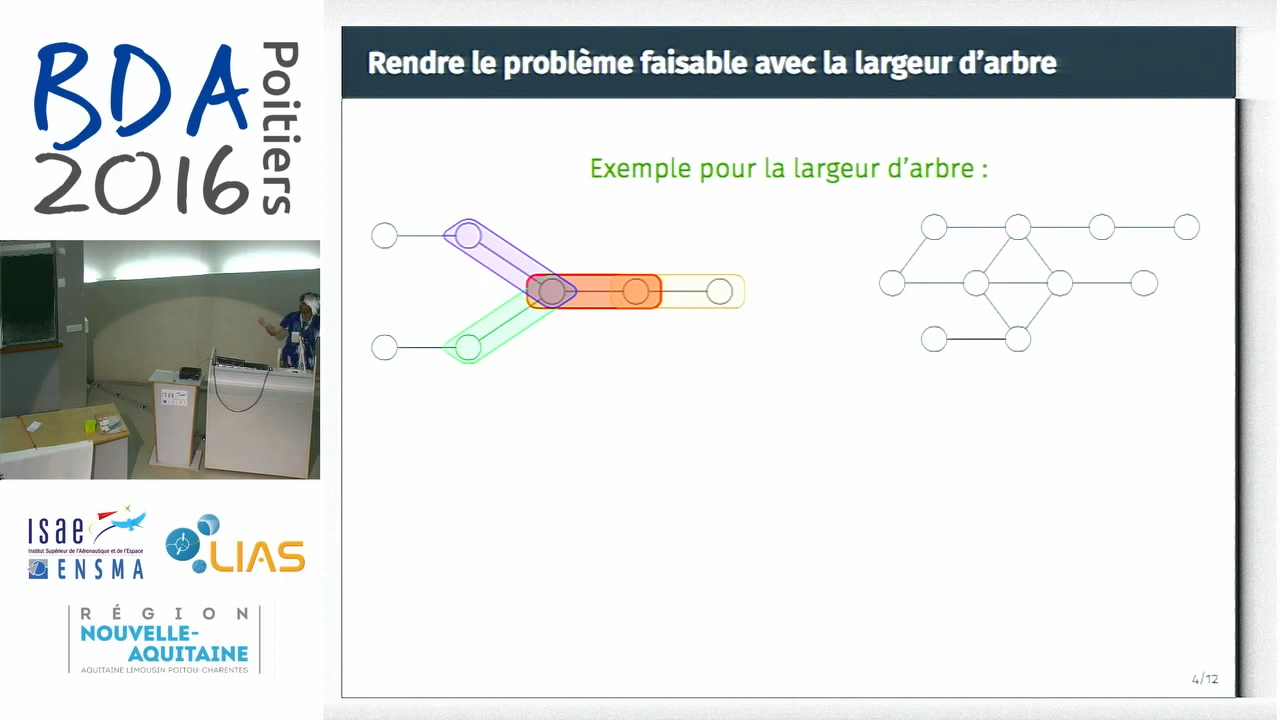 BDA
2016
Poitiers
Rendre le problème faisable avec la largeur d'arbre
Exemple pour la largeur d'arbre :
isae
Institut Supérieur de l'Aéronautique et de l'Espace
ENSMA
LIAS
RÉGION
NOUVELLE-
AQUITAINE
AQUITAINE LIMOUSIN POITOU-CHARENTES
4/12